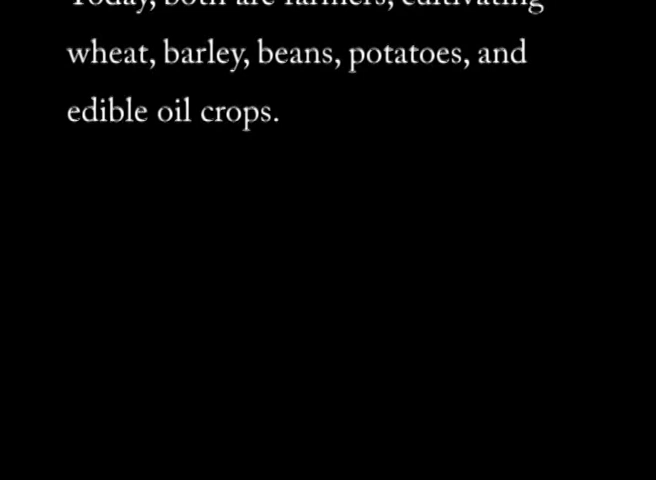 Today, both are farmers, cultivating
wheat, barley, beans, potatoes, and
edible oil crops.